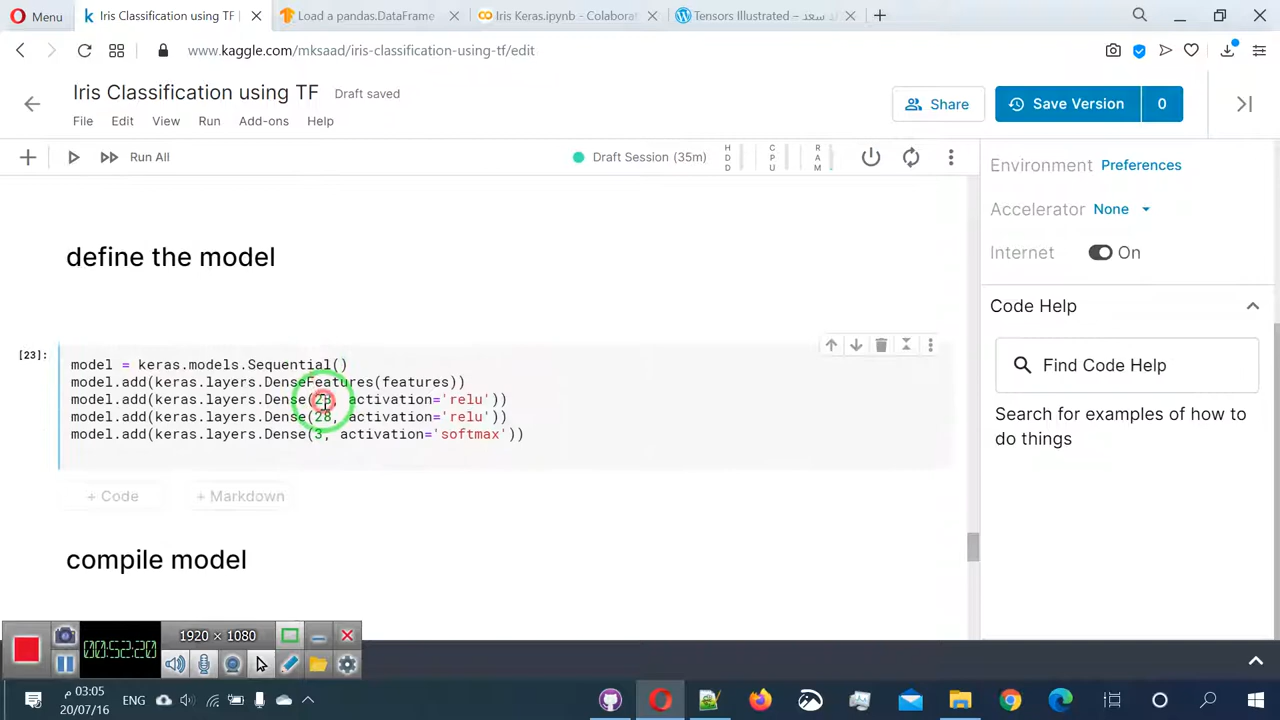 Menu
Iris Classification using TF
Load a pandas.DataFrame
Iris Keras.ipynb - Colabora
Tensors Illustrated – سعد
www.kaggle.com/mksaad/iris-classification-using-tf/edit
Iris Classification using TF
Draft saved
Share
Save Version
0
File
Edit
View
Run
Add-ons
Help
Run All
Draft Session (35m)
HDD
CPU
RAM
Environment Preferences
Accelerator None
Internet
On
define the model
Code Help
Find Code Help
Search for examples of how to
do things
[23]:
model = keras.models.Sequential()
model.add(keras.layers.DenseFeatures(features))
model.add(keras.layers.Dense(28, activation='relu'))
model.add(keras.layers.Dense(28, activation='relu'))
model.add(keras.layers.Dense(3, activation='softmax'))
+ Code
+ Markdown
compile model
1920 × 1080
00:52:20
ENG
03:05 م
20/07/16